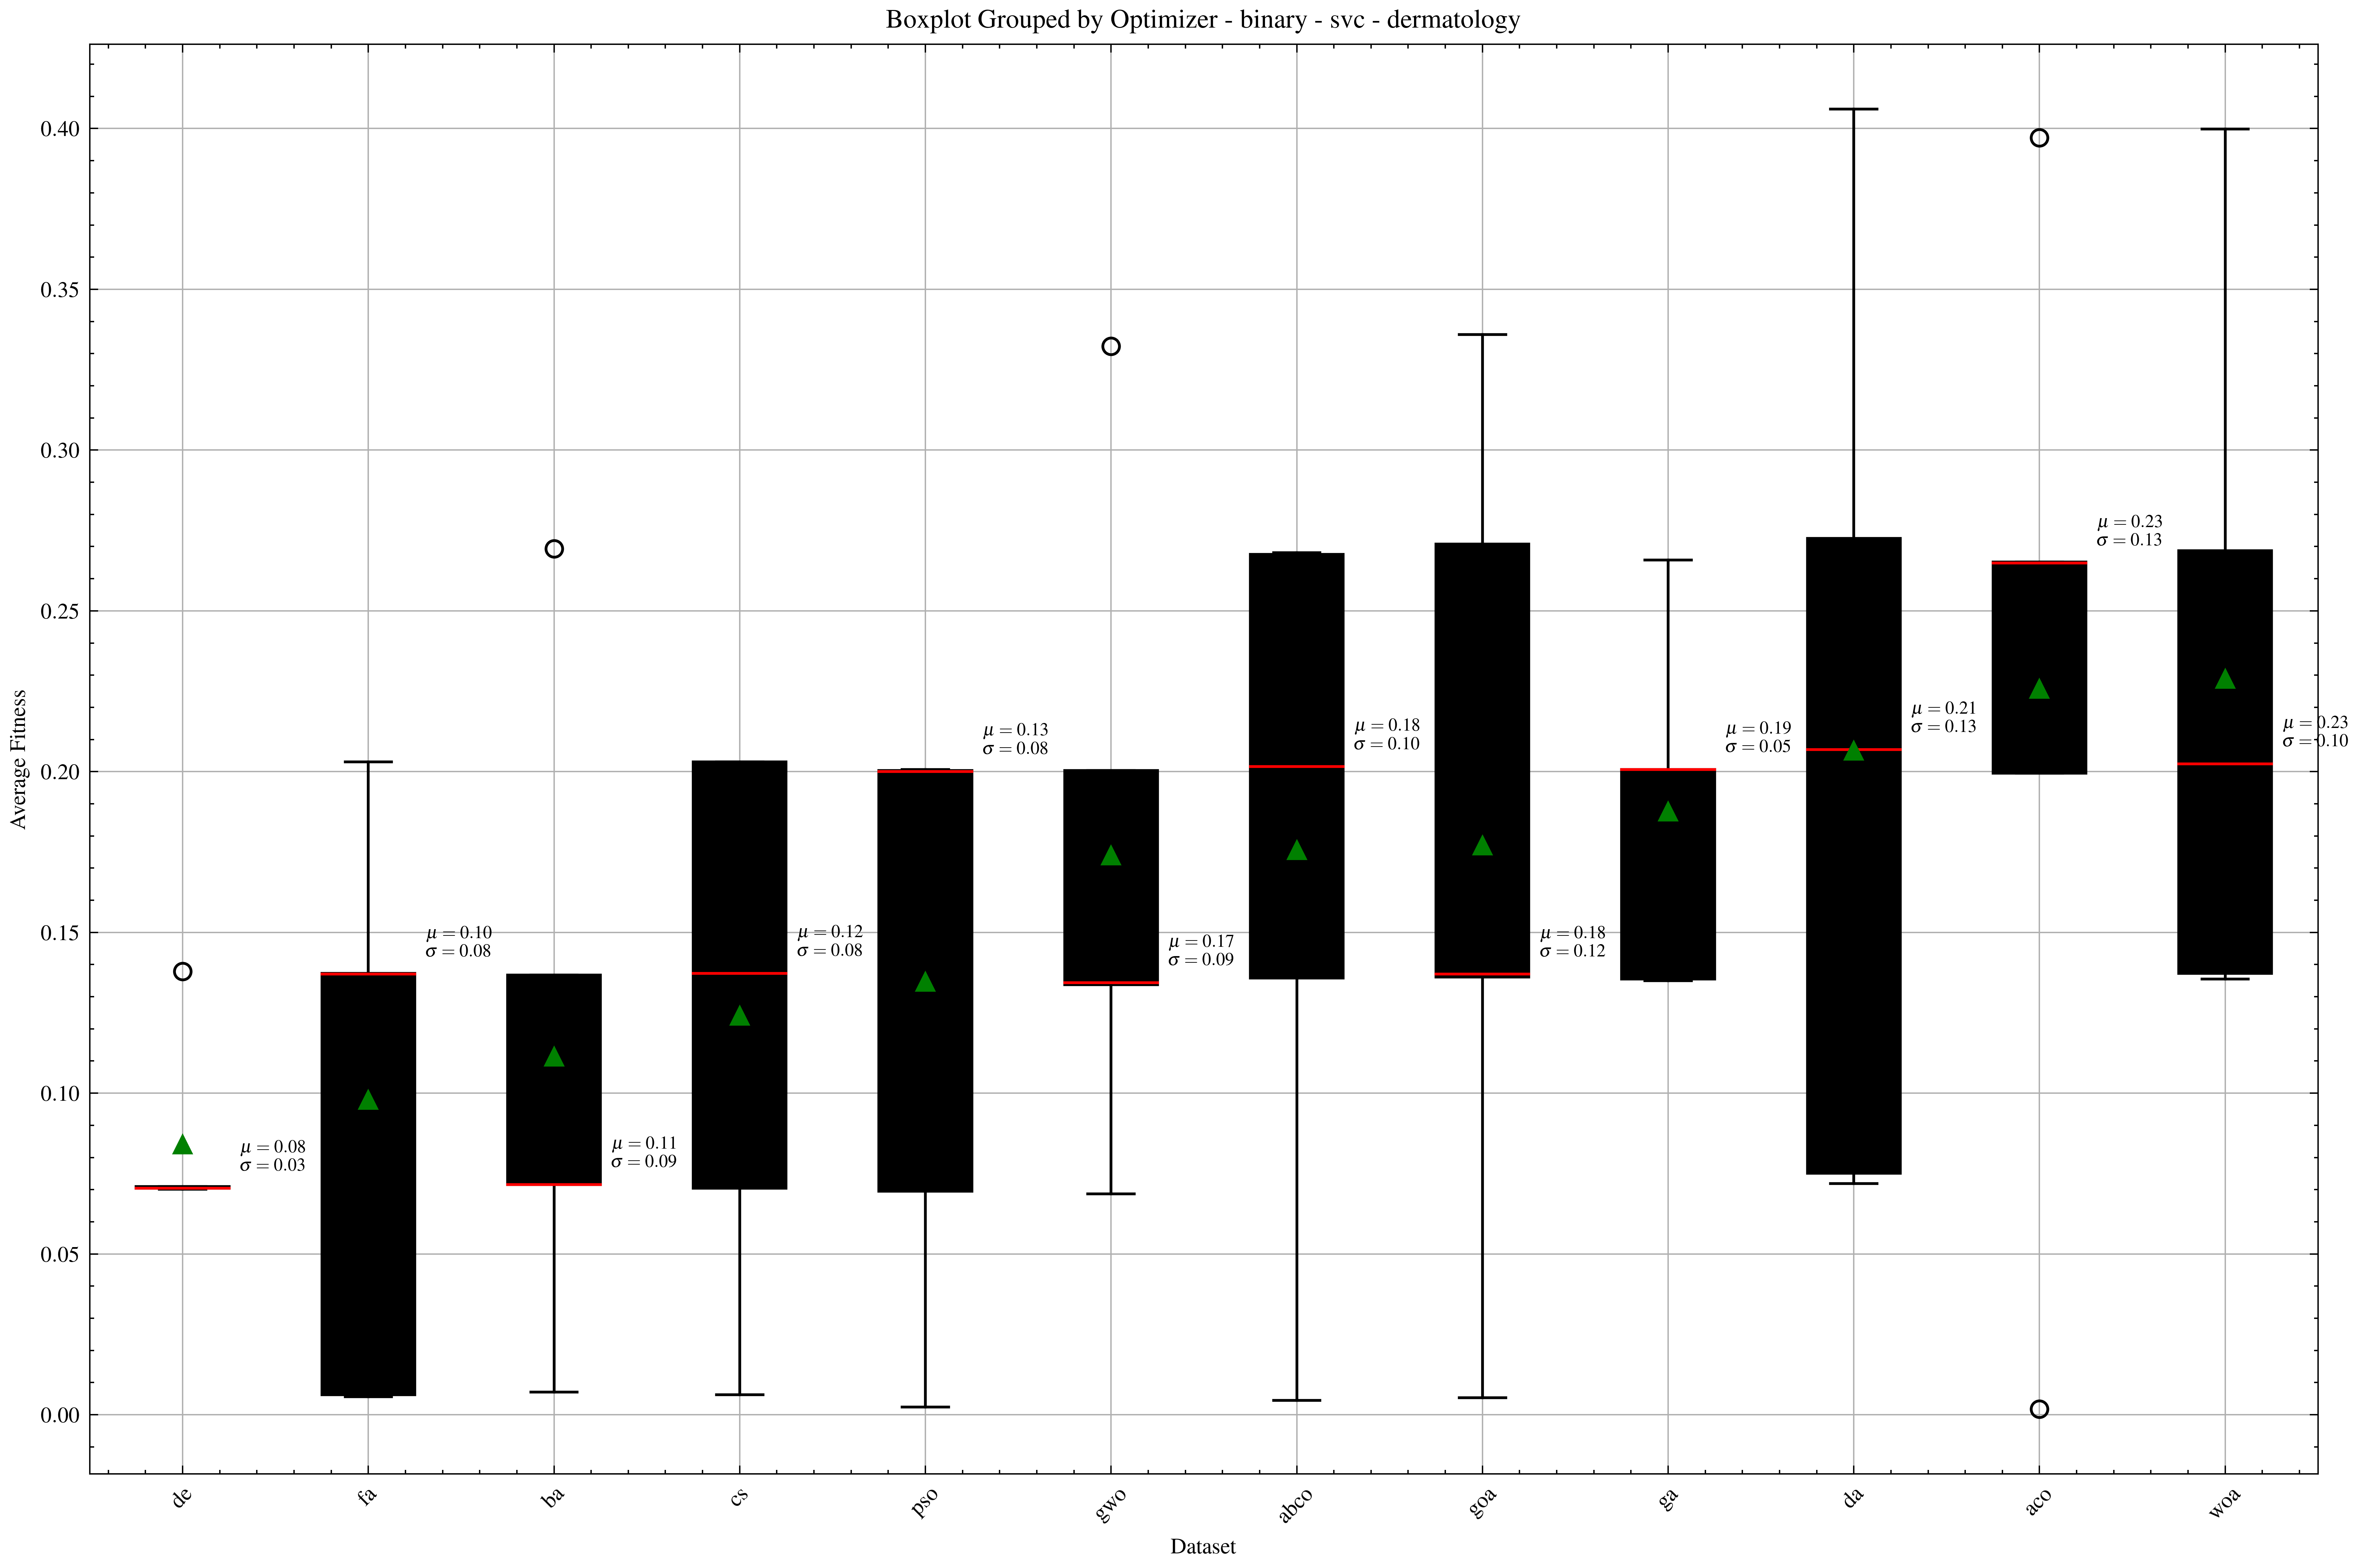 Boxplot Grouped by Optimizer - binary - svc - dermatology
Average Fitness
0.40
0.35
0.30
0.25
0.20
0.15
0.10
0.05
0.00
μ = 0.08
σ = 0.03
μ = 0.10
σ = 0.08
μ = 0.11
σ = 0.09
μ = 0.12
σ = 0.08
μ = 0.13
σ = 0.08
μ = 0.17
σ = 0.09
μ = 0.18
σ = 0.10
μ = 0.18
σ = 0.12
μ = 0.19
σ = 0.05
μ = 0.21
σ = 0.13
μ = 0.23
σ = 0.13
μ = 0.23
σ = 0.10
de
fa
ba
cs
pso
gwo
abco
goa
ga
da
aco
woa
Dataset